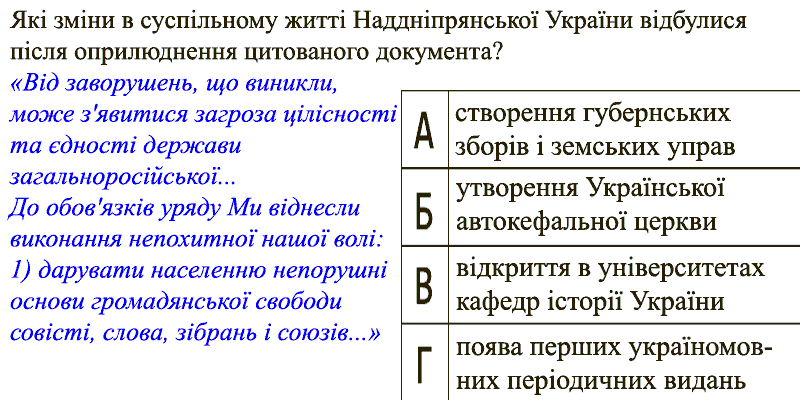 Які зміни в суспільному житті Наддніпрянської України відбулися
після оприлюднення цитованого документа?
«Від заворушень, що виникли,
може з'явитися загроза цілісності
та єдності держави
загальноросійської...
До обов'язків уряду Ми віднесли
виконання непохитної нашої волі:
1) дарувати населенню непорушні
основи громадянської свободи
совісті, слова, зібрань і союзів...»
А
створення губернських
зборів і земських управ
Б
утворення Української
автокефальної церкви
В
відкриття в університетах
кафедр історії України
Г
поява перших україномов-
них періодичних видань